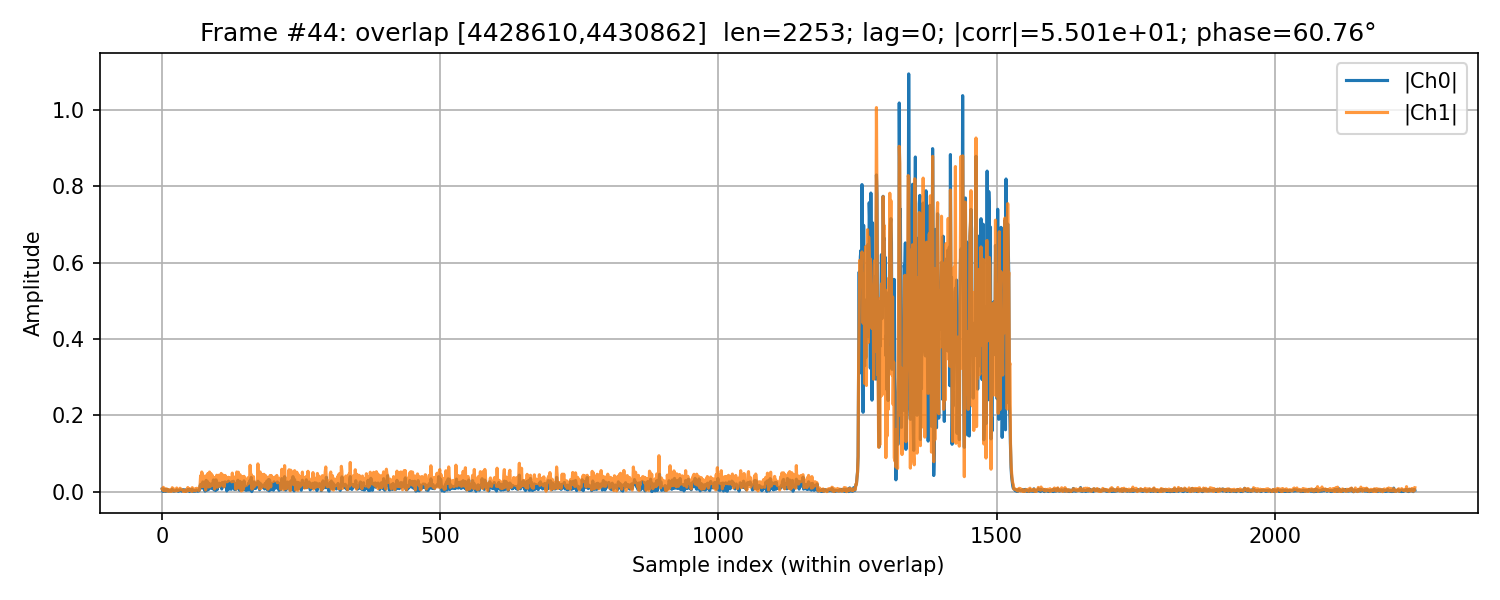 Frame #44: overlap [4428610,4430862]  len=2253; lag=0; |corr|=5.501e+01; phase=60.76°
|Ch0|
|Ch1|
Amplitude
1.0
0.8
0.6
0.4
0.2
0.0
0 500 1000 1500 2000
Sample index (within overlap)